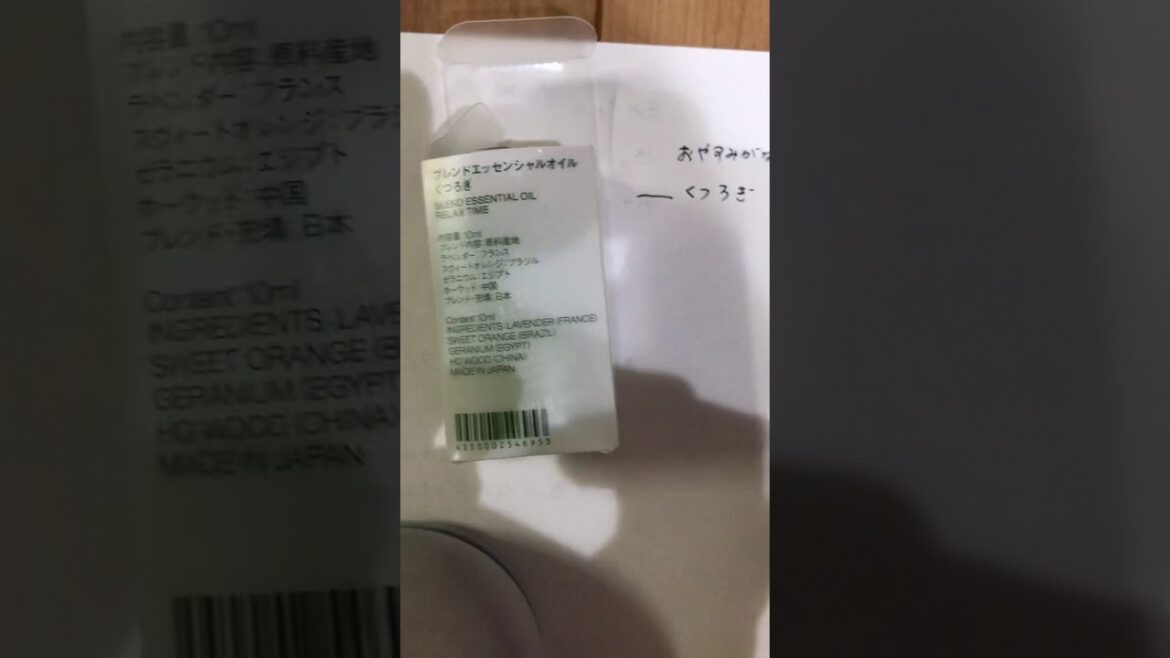 ブレンドエッセンシャルオイル
くつろぎ
BLEND ESSENTIAL OIL
RELAX TIME
内容量:10ml
ブレンド内容:原料産地
ラベンダー:フランス
スウィートオレンジ:ブラジル
ゼラニウム:エジプト
ホーウッド:中国
ブレンド・充填:日本
Content:10ml
INGREDIENTS:LAVENDER (FRANCE)
SWEET ORANGE (BRAZIL)
GERANIUM (EGYPT)
HO WOOD (CHINA)
MADE IN JAPAN
4550002546953
おやすみ
くつろぎ